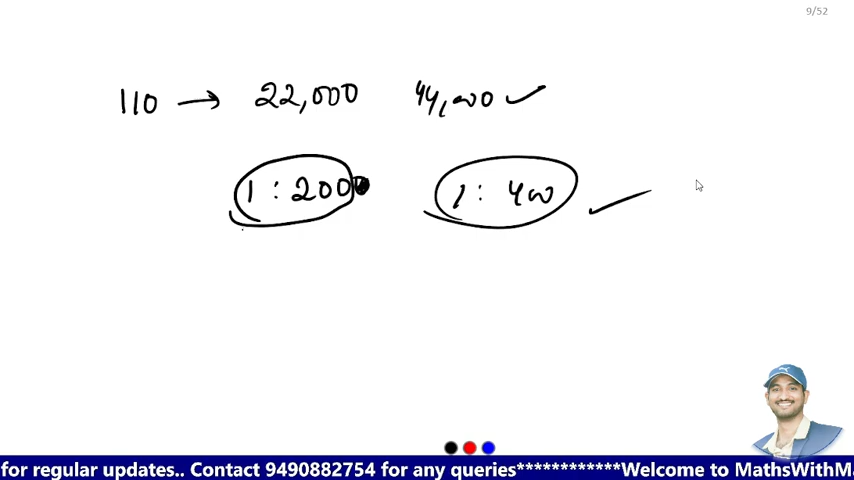 9/52
110 → 22,000 44,000 ✓
1 : 200 1 : 400 ✓
for regular updates.. Contact 9490882754 for any queries************Welcome to MathsWithMa